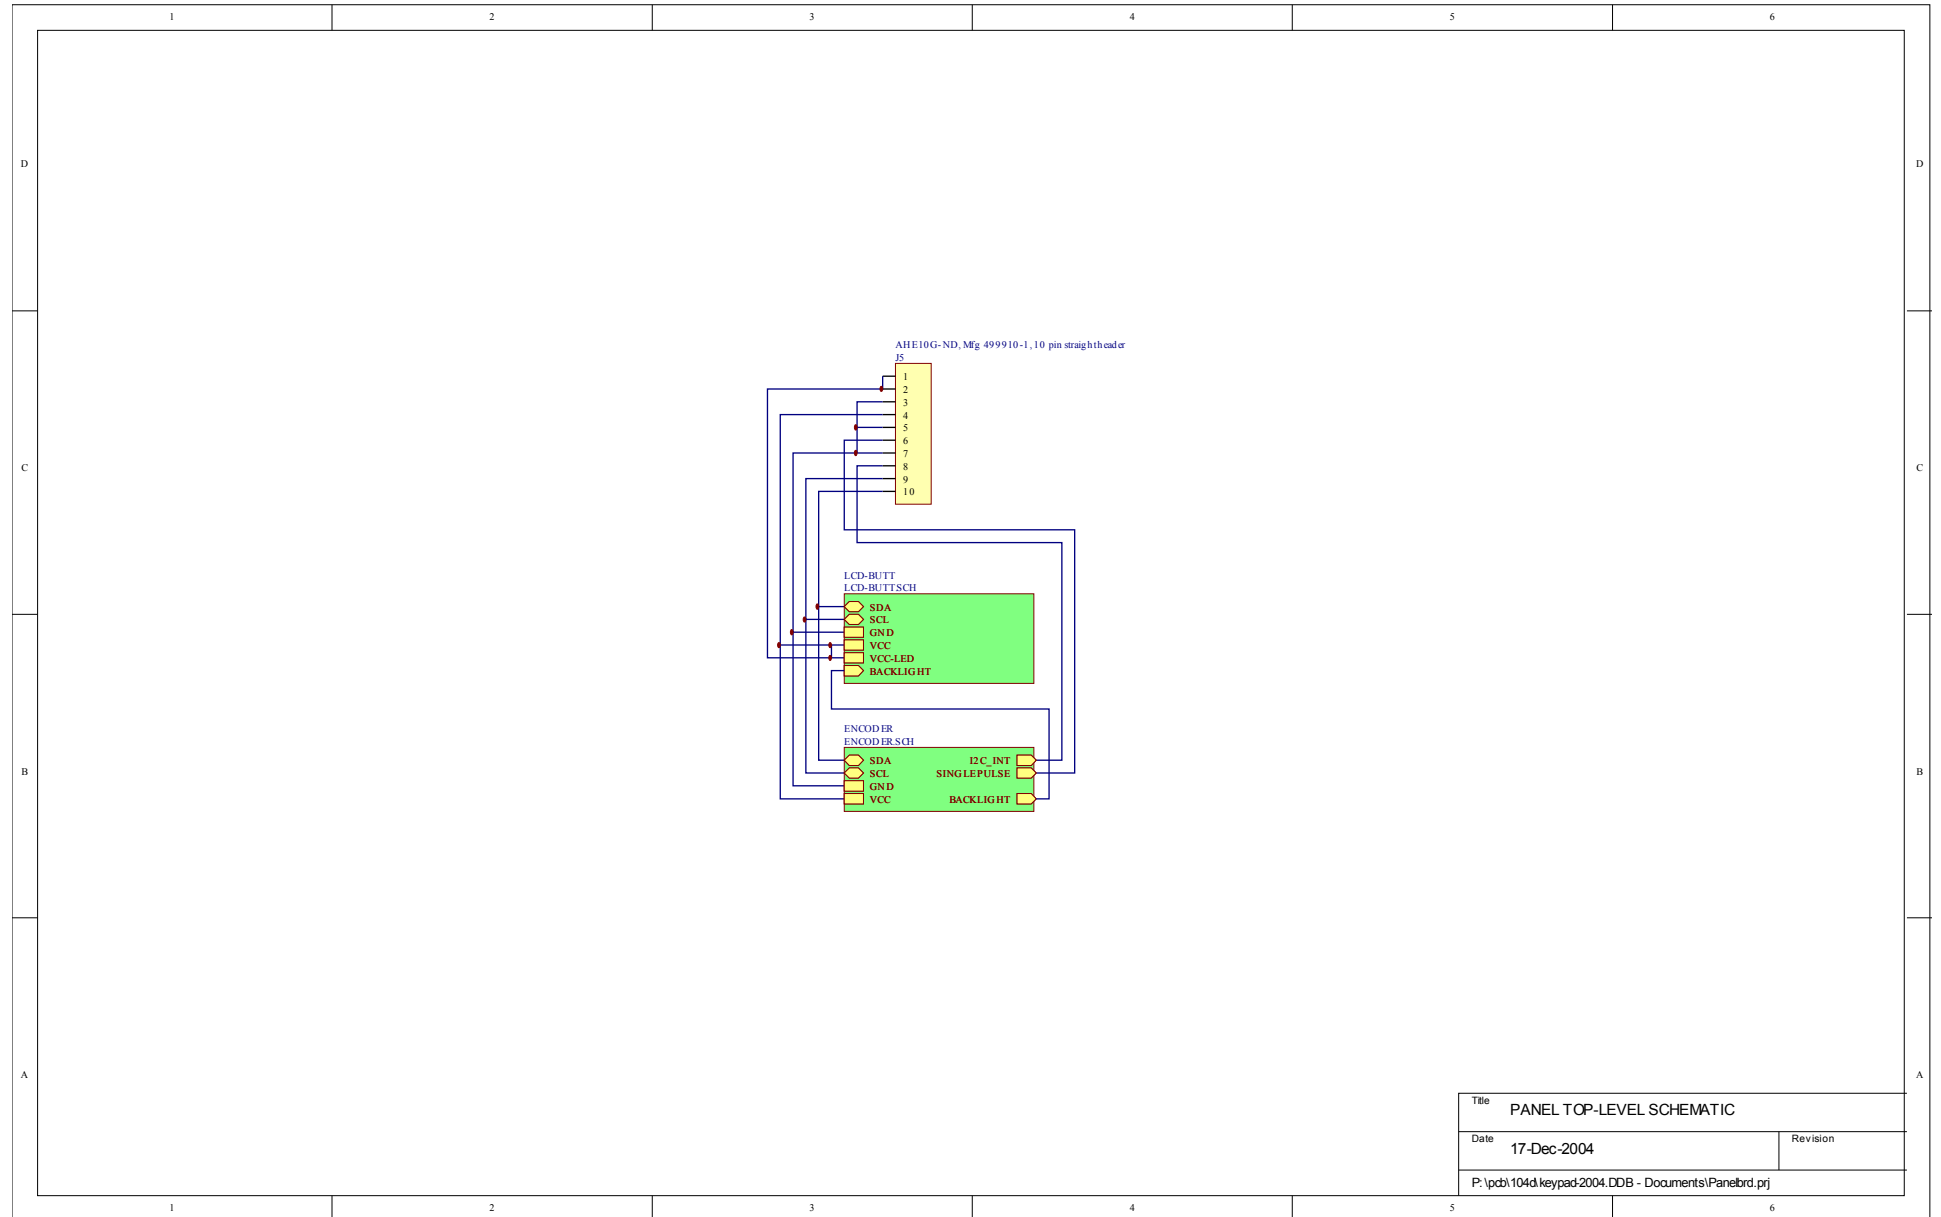 1 2 3 4 5 6
D D
AHE10G-ND, Mfg 499910-1, 10 pin straight header
J5
1
2
3
4
5
6
7
8
9
10
C C
LCD-BUTT
LCD-BUTT.SCH
SDA
SCL
GND
VCC
VCC-LED
BACKLIGHT
ENCODER
ENCODER.SCH
SDA I2C_INT
SCL SINGLEPULSE
GND
VCC BACKLIGHT
B B
A A
Title PANEL TOP-LEVEL SCHEMATIC
Date 17-Dec-2004 Revision
P:\pcb\104d\keypad-2004.DDB - Documents\Panelbrd.prj
1 2 3 4 5 6